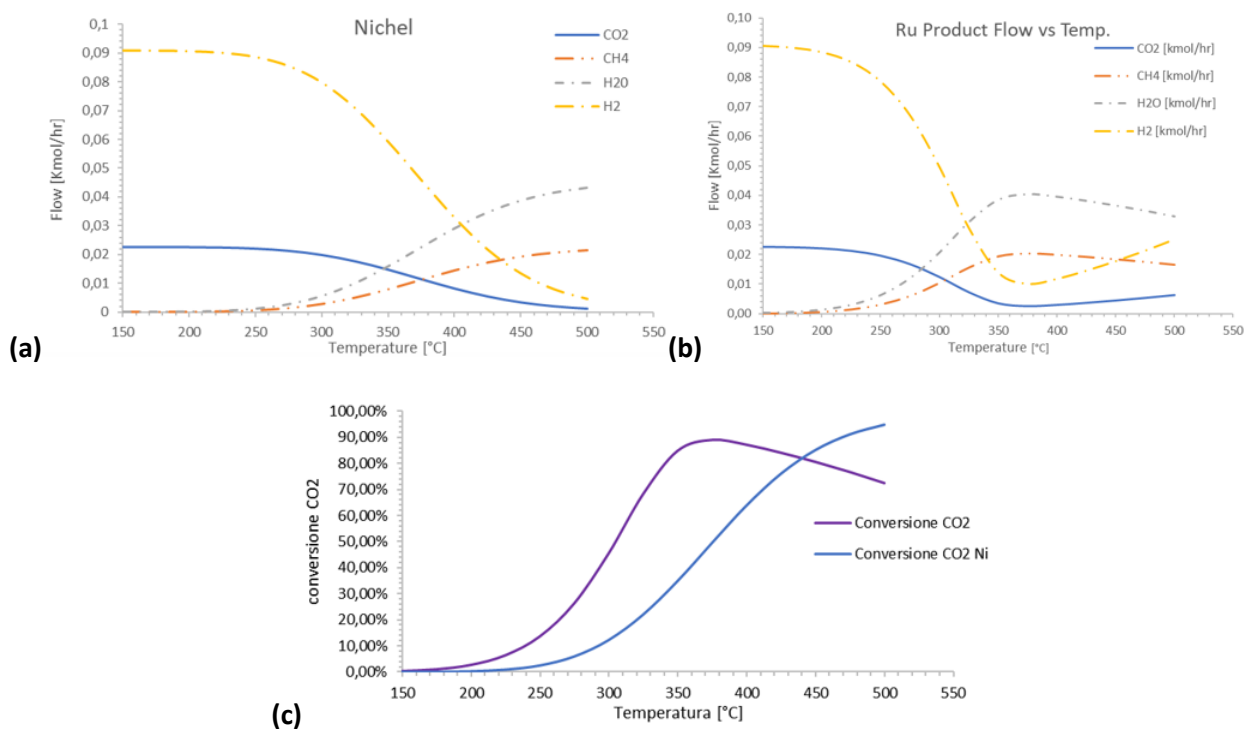 Nichel
CO2
CH4
H20
H2
0,1
0,09
0,08
0,07
0,06
0,05
0,04
0,03
0,02
0,01
0
Flow [Kmol/hr]
150 200 250 300 350 400 450 500 550
Temperature [°C]
(a)
Ru Product Flow vs Temp.
CO2 [kmol/hr]
CH4 [kmol/hr]
H2O [kmol/hr]
H2 [kmol/hr]
0,10
0,09
0,08
0,07
0,06
0,05
0,04
0,03
0,02
0,01
0,00
Flow [Kmol/hr]
150 200 250 300 350 400 450 500 550
Temperature [°C]
(b)
100,00%
90,00%
80,00%
70,00%
60,00%
50,00%
40,00%
30,00%
20,00%
10,00%
0,00%
conversione CO2
Conversione CO2
Conversione CO2 Ni
150 200 250 300 350 400 450 500 550
Temperatura [°C]
(c)